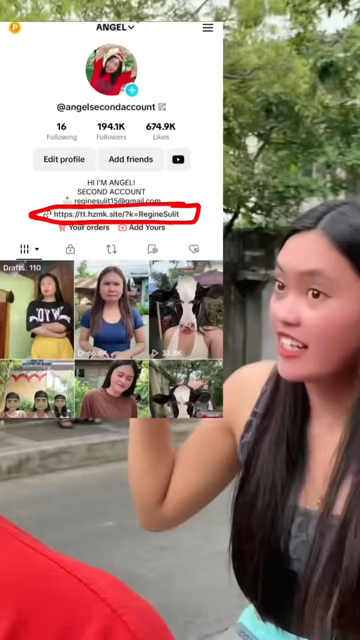 P
ANGEL
@angelsecondaccount
16 194.1K 674.9K
Following Followers Likes
Edit profile Add friends
HI I'M ANGEL!
SECOND ACCOUNT
reginesulit15@gmail.com
https://tt.hzmk.site/?k=RegineSulit
Your orders Add Yours
Drafts: 110